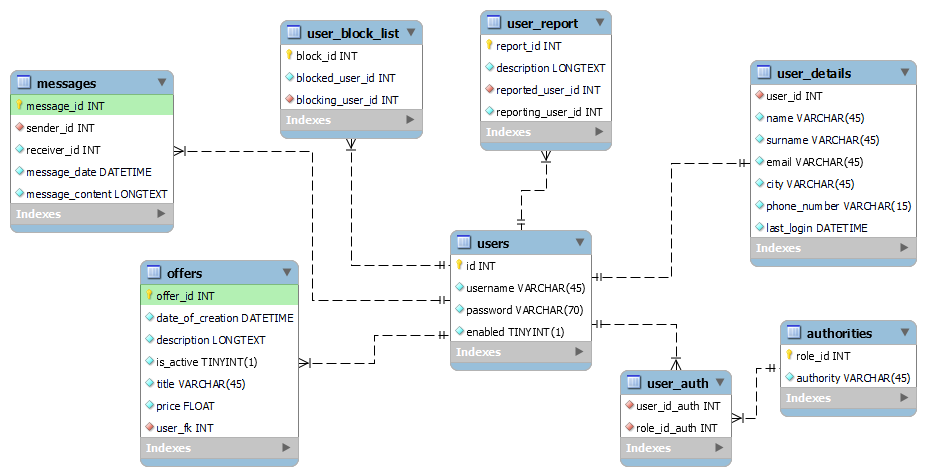 user_block_list
block_id INT
blocked_user_id INT
blocking_user_id INT
Indexes
user_report
report_id INT
description LONGTEXT
reported_user_id INT
reporting_user_id INT
Indexes
messages
message_id INT
sender_id INT
receiver_id INT
message_date DATETIME
message_content LONGTEXT
Indexes
user_details
user_id INT
name VARCHAR(45)
surname VARCHAR(45)
email VARCHAR(45)
city VARCHAR(45)
phone_number VARCHAR(15)
last_login DATETIME
Indexes
users
id INT
username VARCHAR(45)
password VARCHAR(70)
enabled TINYINT(1)
Indexes
offers
offer_id INT
date_of_creation DATETIME
description LONGTEXT
is_active TINYINT(1)
title VARCHAR(45)
price FLOAT
user_fk INT
Indexes
authorities
role_id INT
authority VARCHAR(45)
Indexes
user_auth
user_id_auth INT
role_id_auth INT
Indexes